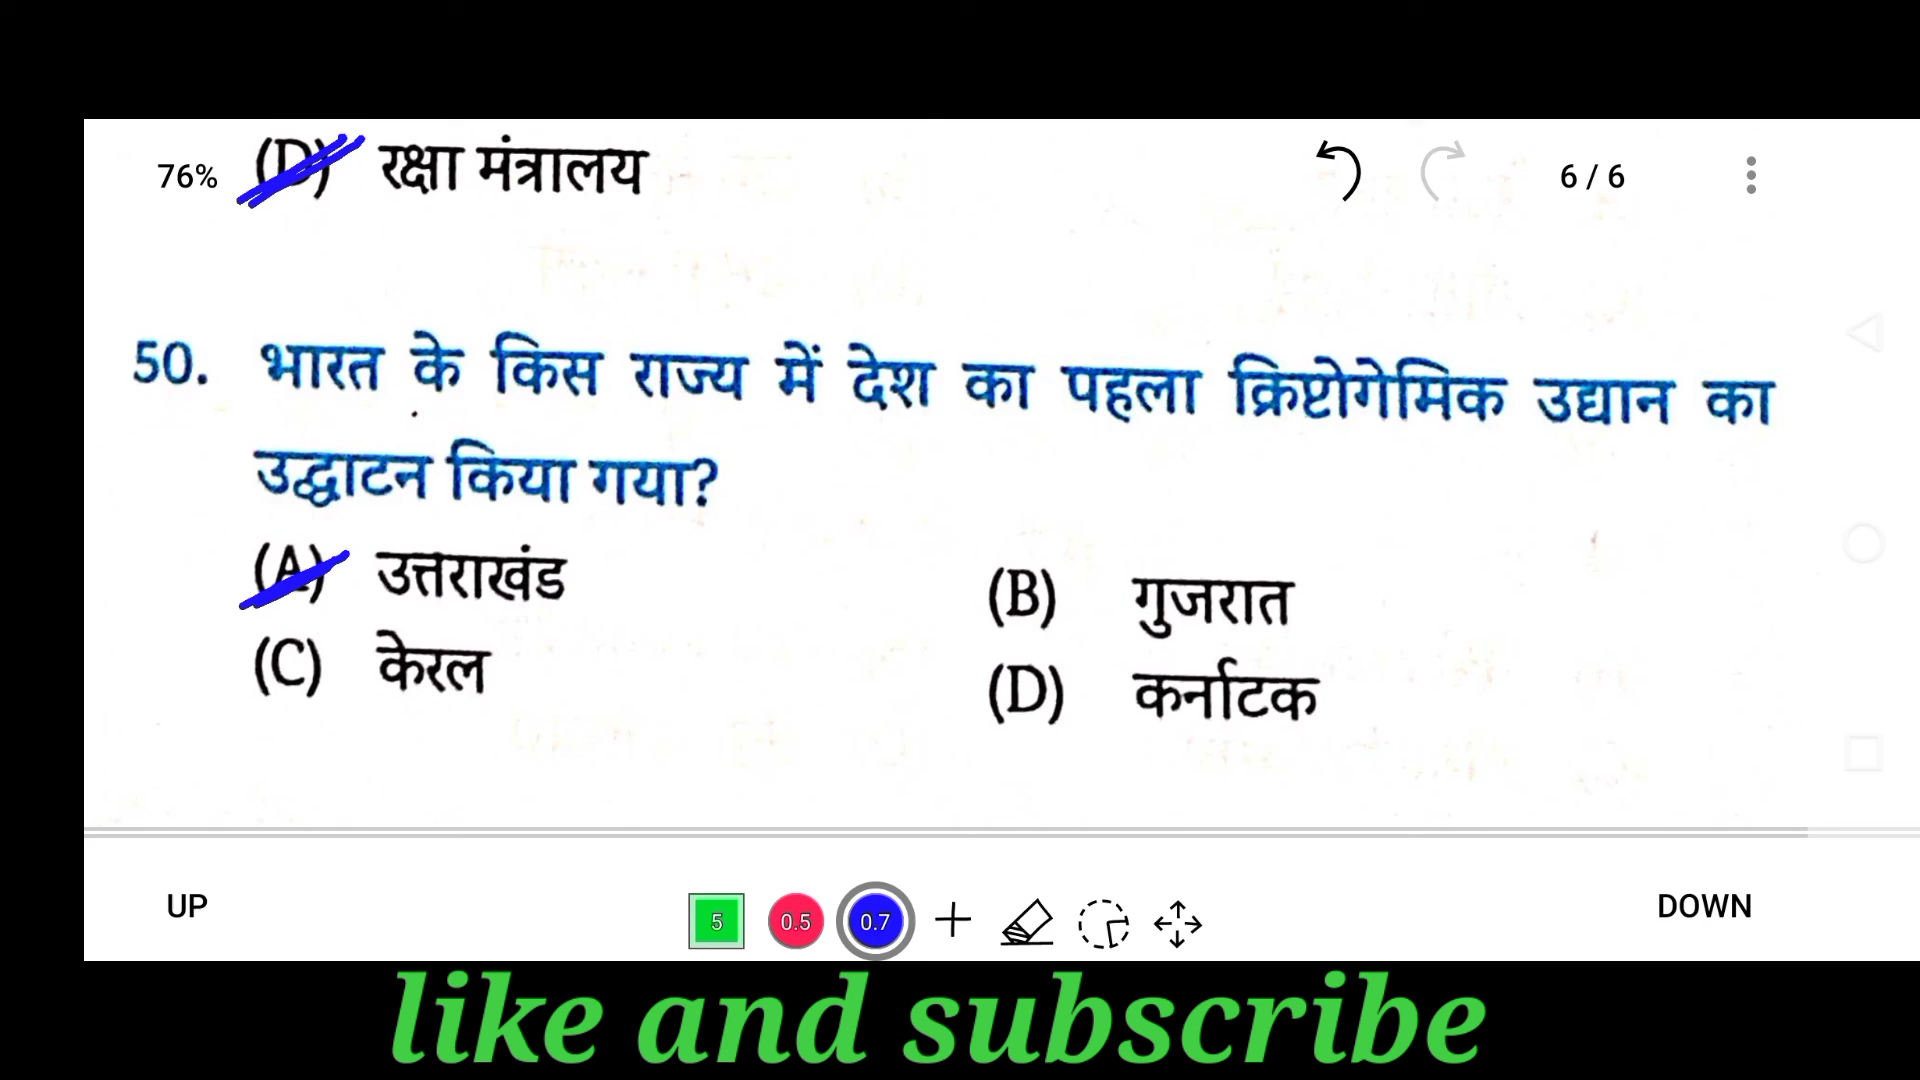 76% (D) रक्षा मंत्रालय 6 / 6
50. भारत के किस राज्य में देश का पहला क्रिप्टोगेमिक उद्यान का
उद्घाटन किया गया?
(A) उत्तराखंड (B) गुजरात
(C) केरल (D) कर्नाटक
UP 5 0.5 0.7 DOWN
like and subscribe